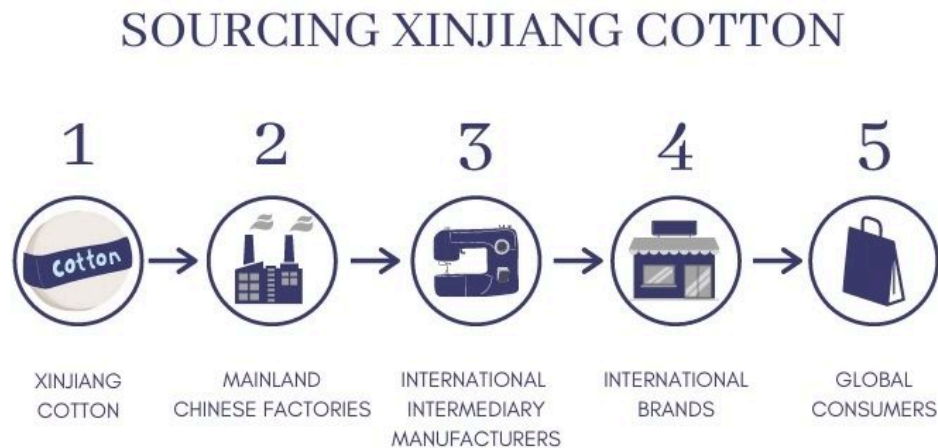 SOURCING XINJIANG COTTON
1
2
3
4
5
cotton
XINJIANG
COTTON
MAINLAND
CHINESE FACTORIES
INTERNATIONAL
INTERMEDIARY
MANUFACTURERS
INTERNATIONAL
BRANDS
GLOBAL
CONSUMERS